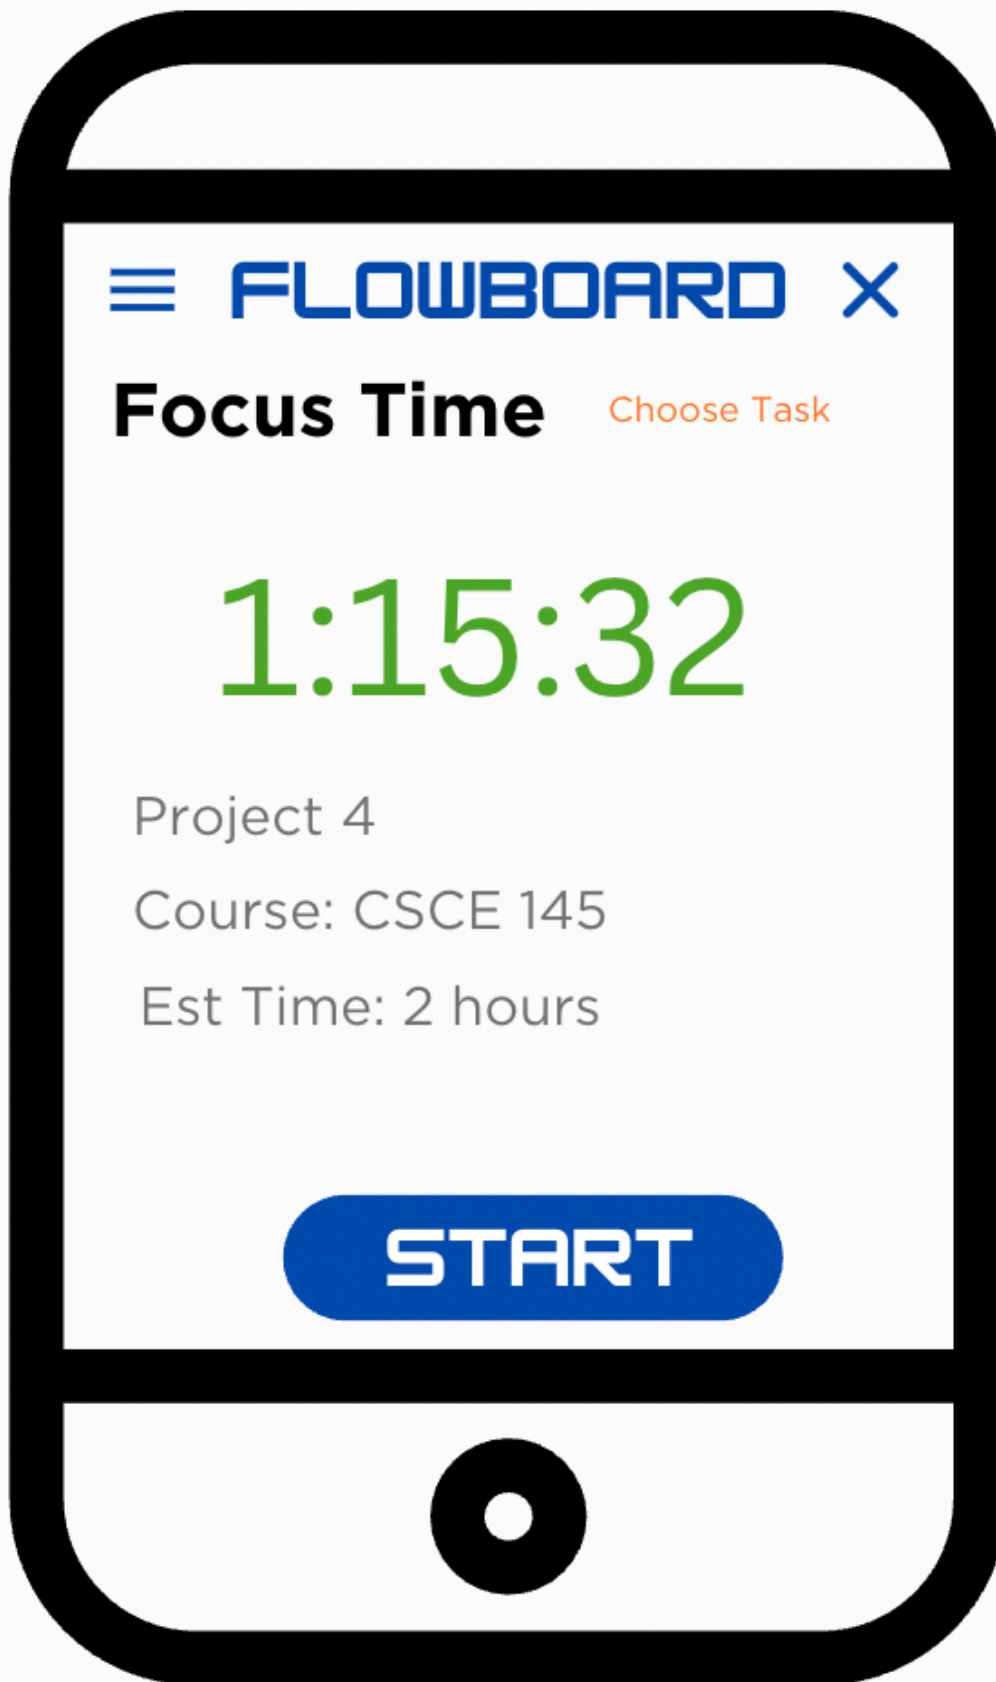 FLOWBOARD
Focus Time Choose Task
1:15:32
Project 4
Course: CSCE 145
Est Time: 2 hours
START